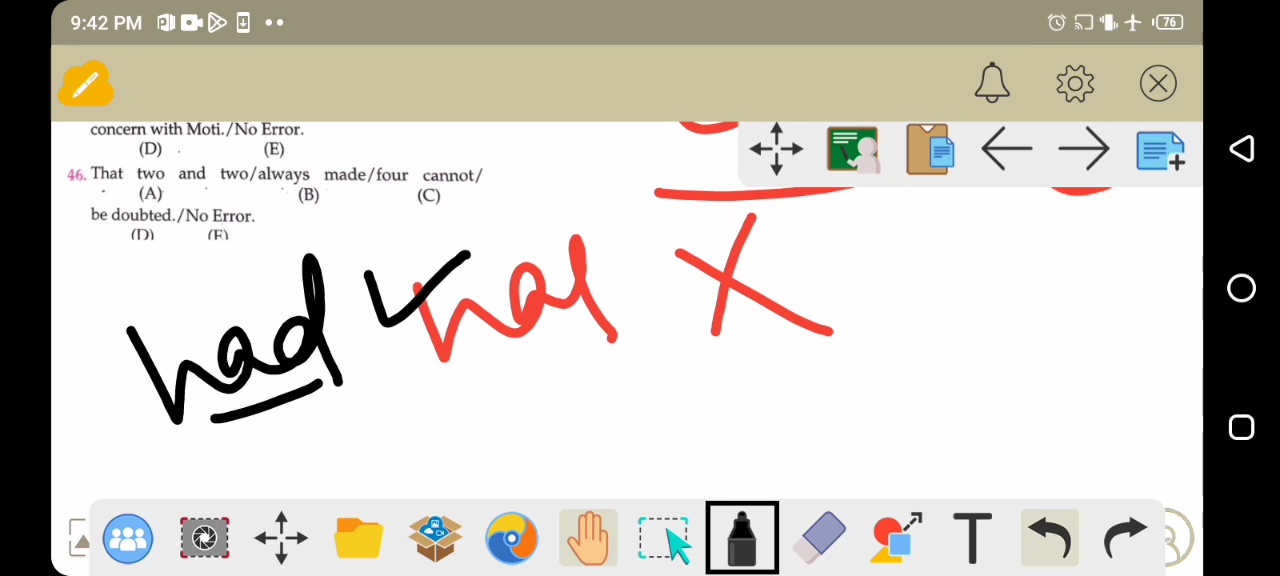 9:42 PM
76
concern with Moti./No Error.
(D) (E)
46. That two and two/always made/four cannot/
(A) (B) (C)
be doubted./No Error.
(D) (E)
had
T